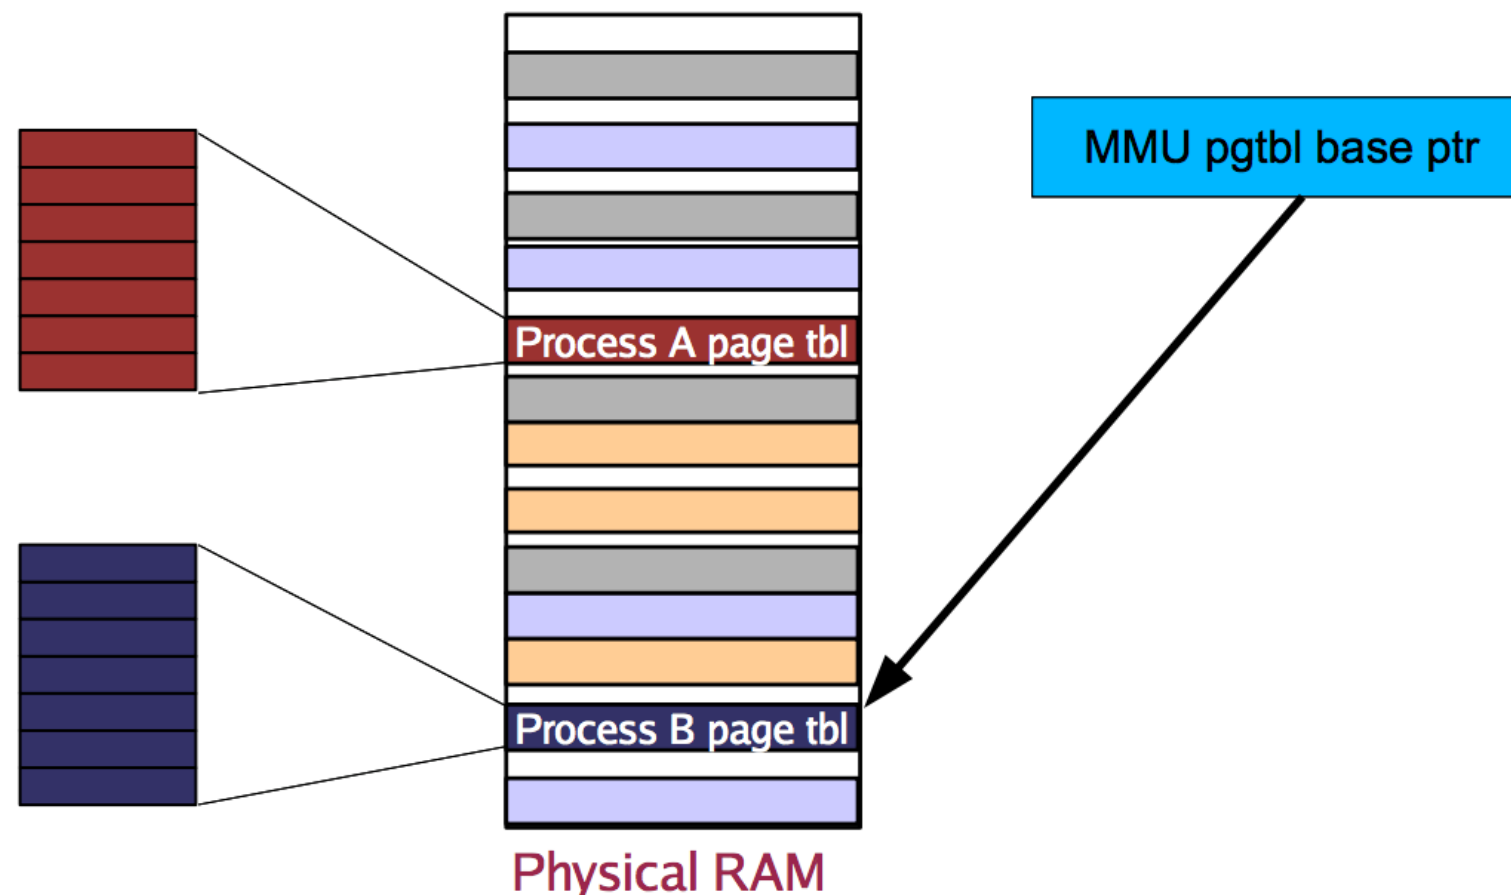 MMU pgtbl base ptr
Process A page tbl
Process B page tbl
Physical RAM